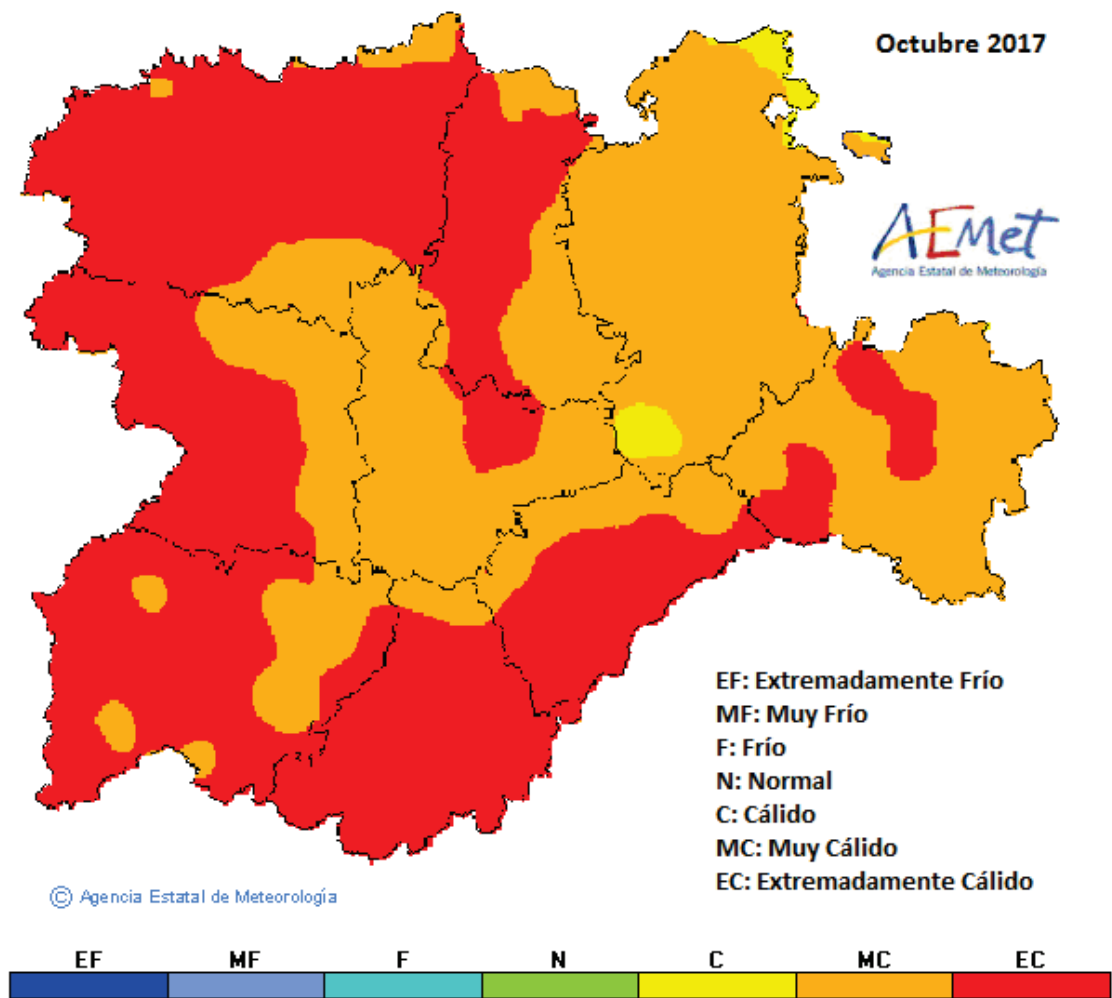 Octubre 2017
AEMet
Agencia Estatal de Meteorología
EF: Extremadamente Frío
MF: Muy Frío
F: Frío
N: Normal
C: Cálido
MC: Muy Cálido
EC: Extremadamente Cálido
© Agencia Estatal de Meteorología
EF MF F N C MC EC